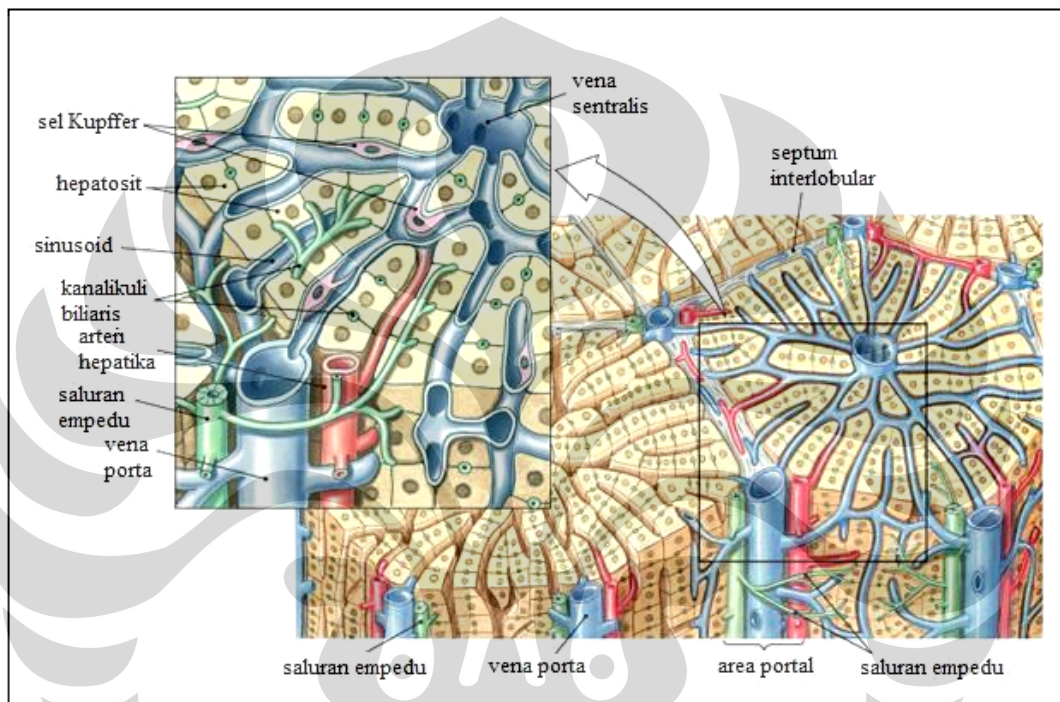 vena
sentralis
sel Kupffer
septum
interlobular
hepatosit
sinusoid
kanalikuli
biliaris
arteri
hepatika
saluran
empedu
vena
porta
saluran empedu
vena porta
area portal
saluran empedu